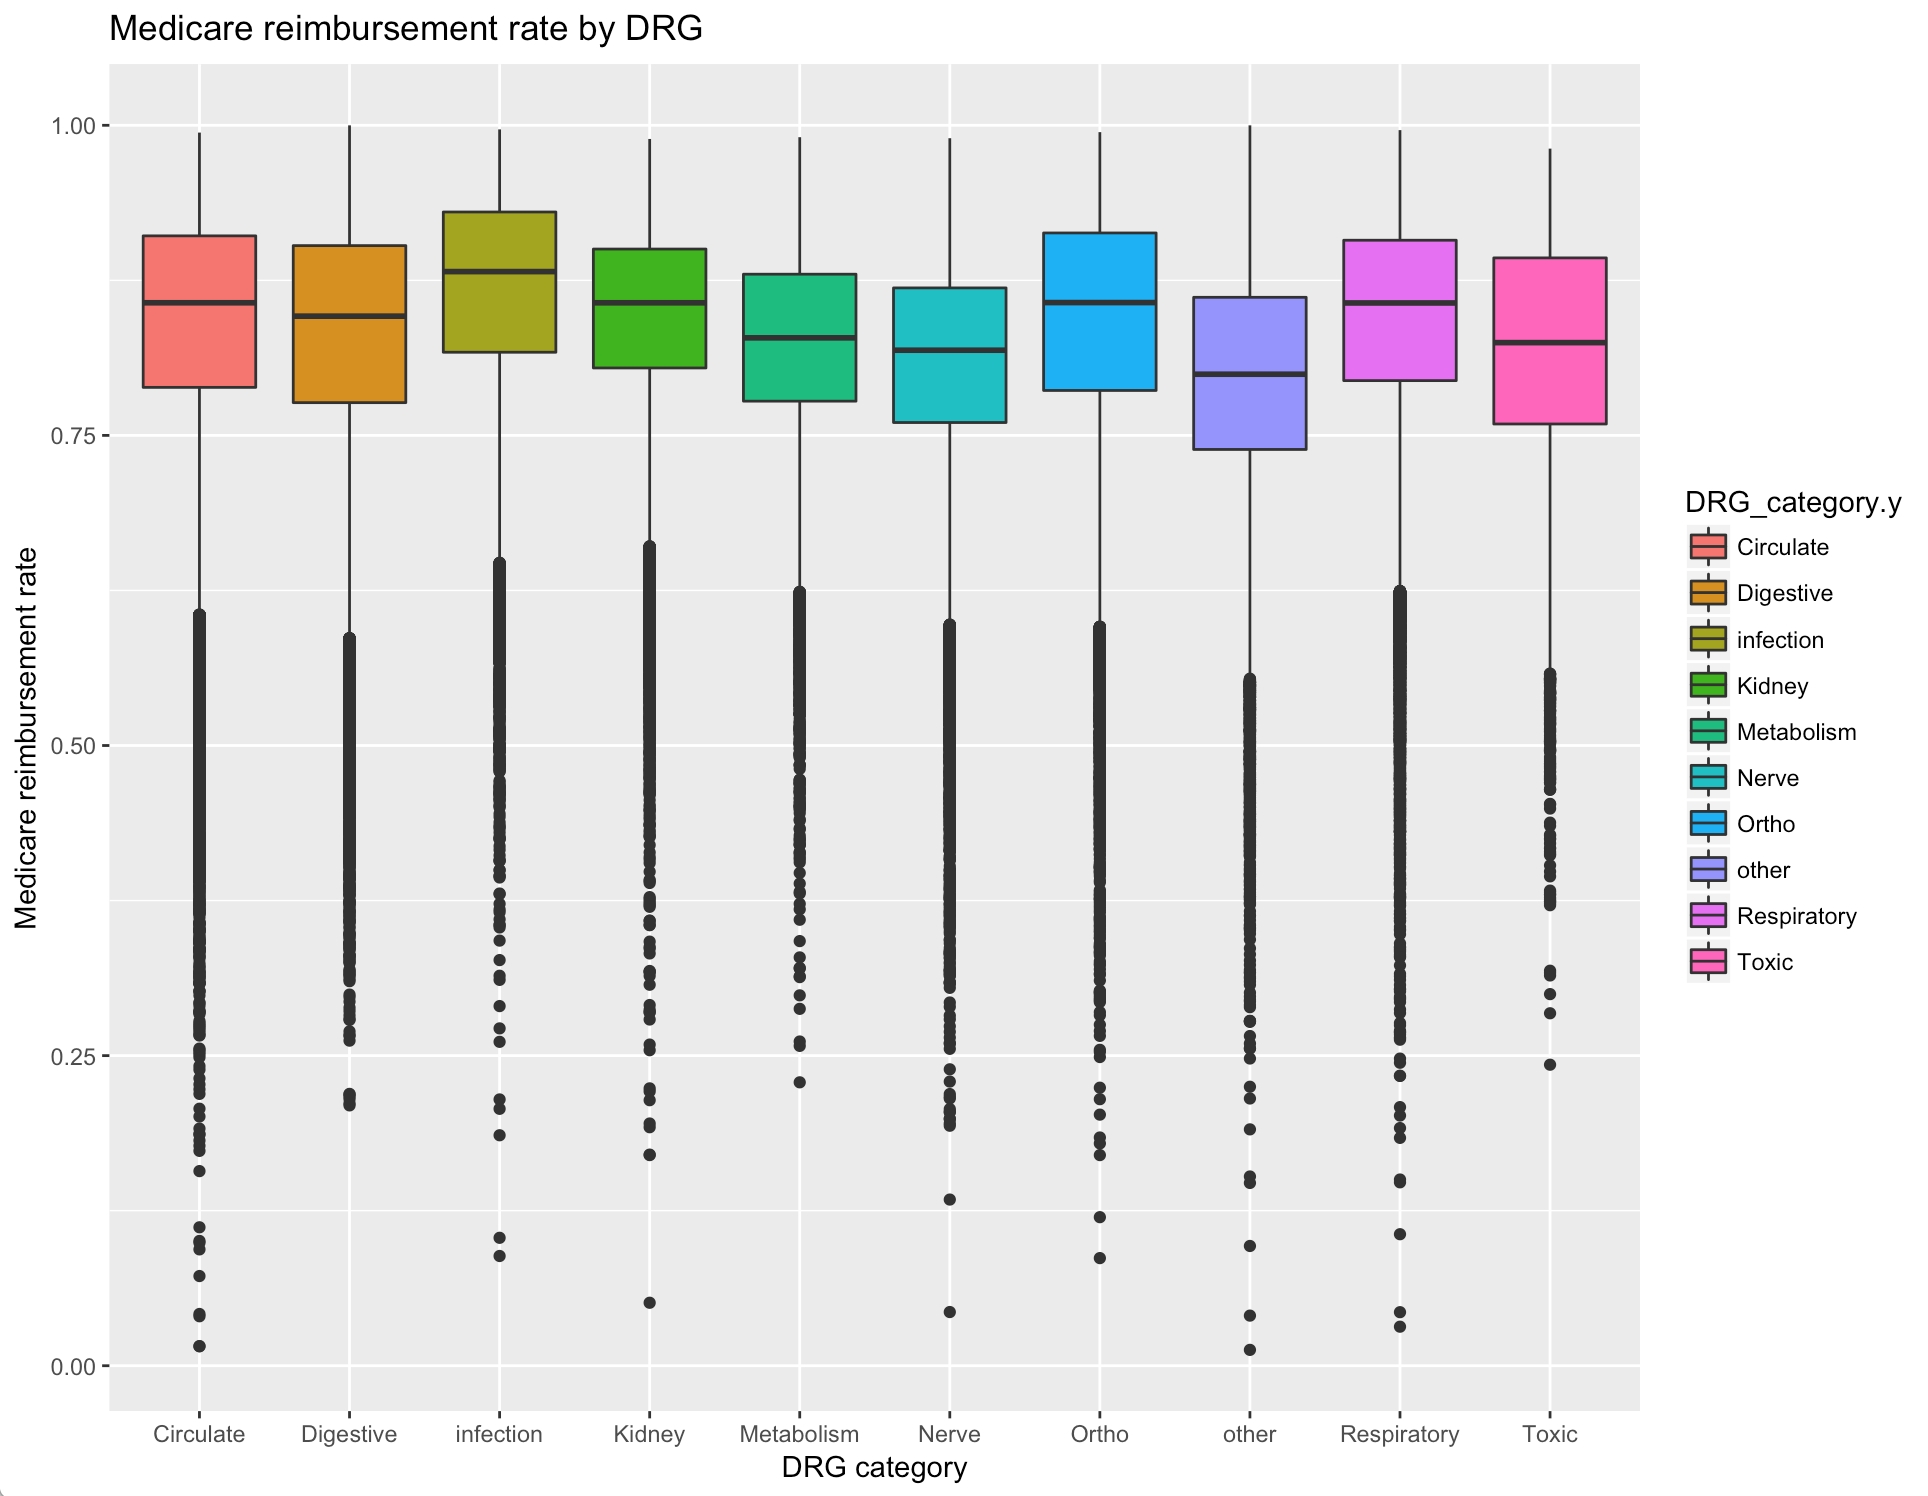 Medicare reimbursement rate by DRG
Medicare reimbursement rate
1.00
0.75
0.50
0.25
0.00
Circulate Digestive infection Kidney Metabolism Nerve Ortho other Respiratory Toxic
DRG category
DRG_category.y
Circulate
Digestive
infection
Kidney
Metabolism
Nerve
Ortho
other
Respiratory
Toxic